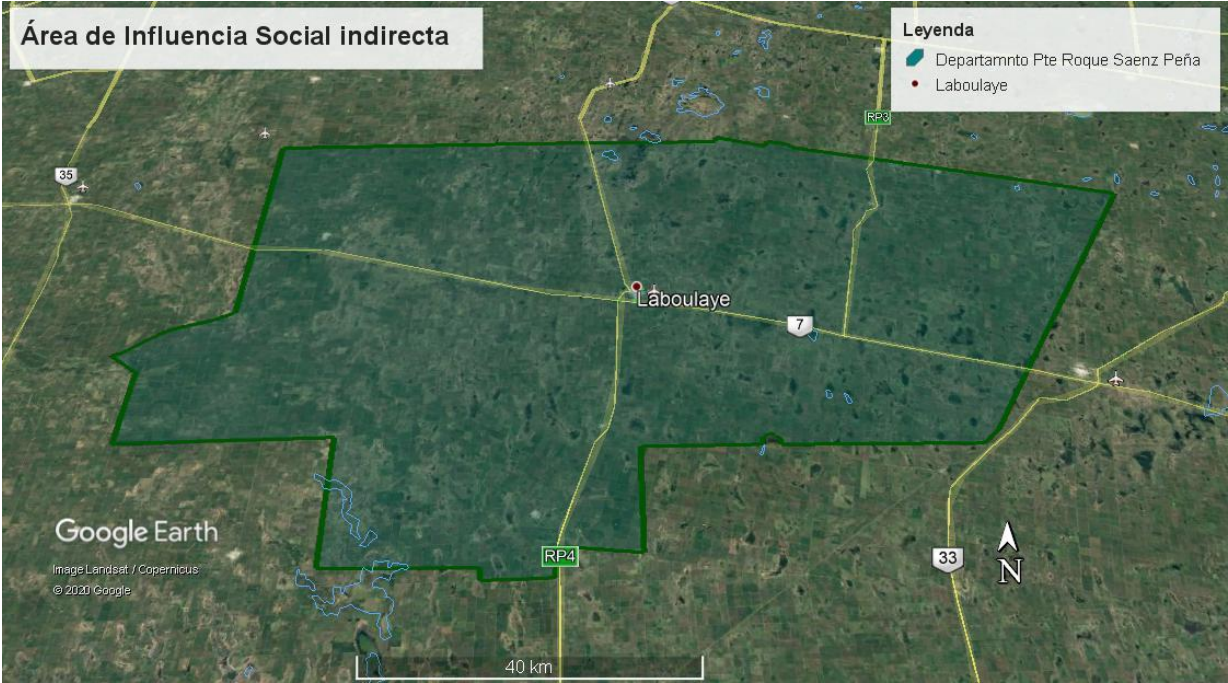 Área de Influencia Social indirecta
Leyenda
Departamnto Pte Roque Saenz Peña
Laboulaye
RP3
35
Laboulaye
7
RP4
33
N
Google Earth
Image Landsat / Copernicus
© 2020 Google
40 km